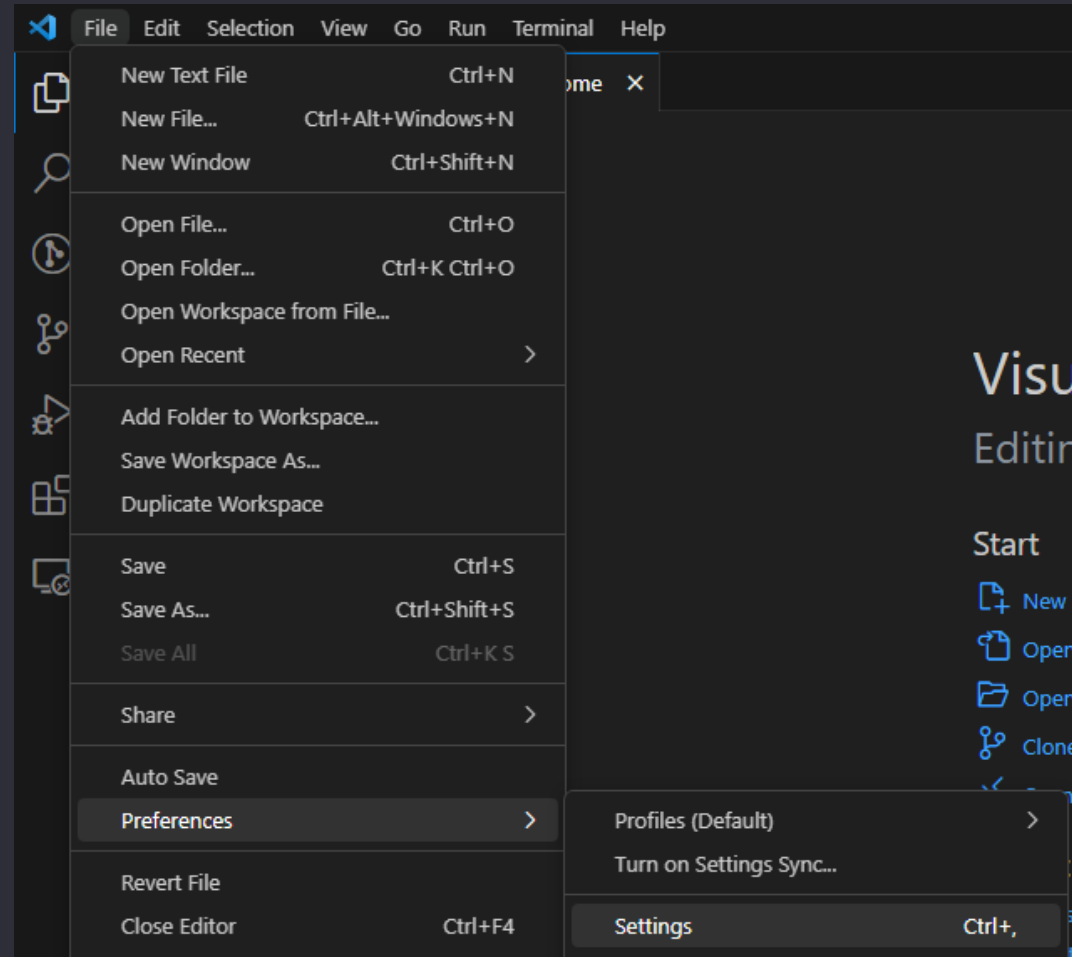 File Edit Selection View Go Run Terminal Help
ome
New Text File Ctrl+N
New File... Ctrl+Alt+Windows+N
New Window Ctrl+Shift+N
Open File... Ctrl+O
Open Folder... Ctrl+K Ctrl+O
Open Workspace from File...
Open Recent
Add Folder to Workspace...
Save Workspace As...
Duplicate Workspace
Save Ctrl+S
Save As... Ctrl+Shift+S
Save All Ctrl+K S
Share
Auto Save
Preferences
Revert File
Close Editor Ctrl+F4
Profiles (Default)
Turn on Settings Sync...
Settings Ctrl+,
Visu
Editin
Start
New
Open
Open
Clone